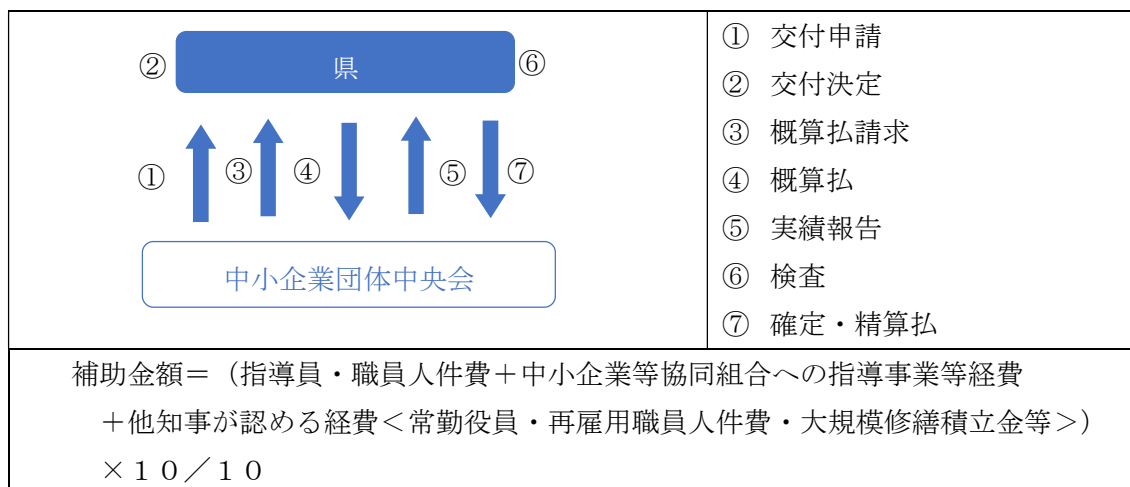 ② 県 ⑥
① ③ ④ ⑤ ⑦
中小企業団体中央会
① 交付申請
② 交付決定
③ 概算払請求
④ 概算払
⑤ 実績報告
⑥ 検査
⑦ 確定・精算払
補助金額＝（指導員・職員人件費＋中小企業等協同組合への指導事業等経費
＋他知事が認める経費＜常勤役員・再雇用職員人件費・大規模修繕積立金等＞）
×１０／１０